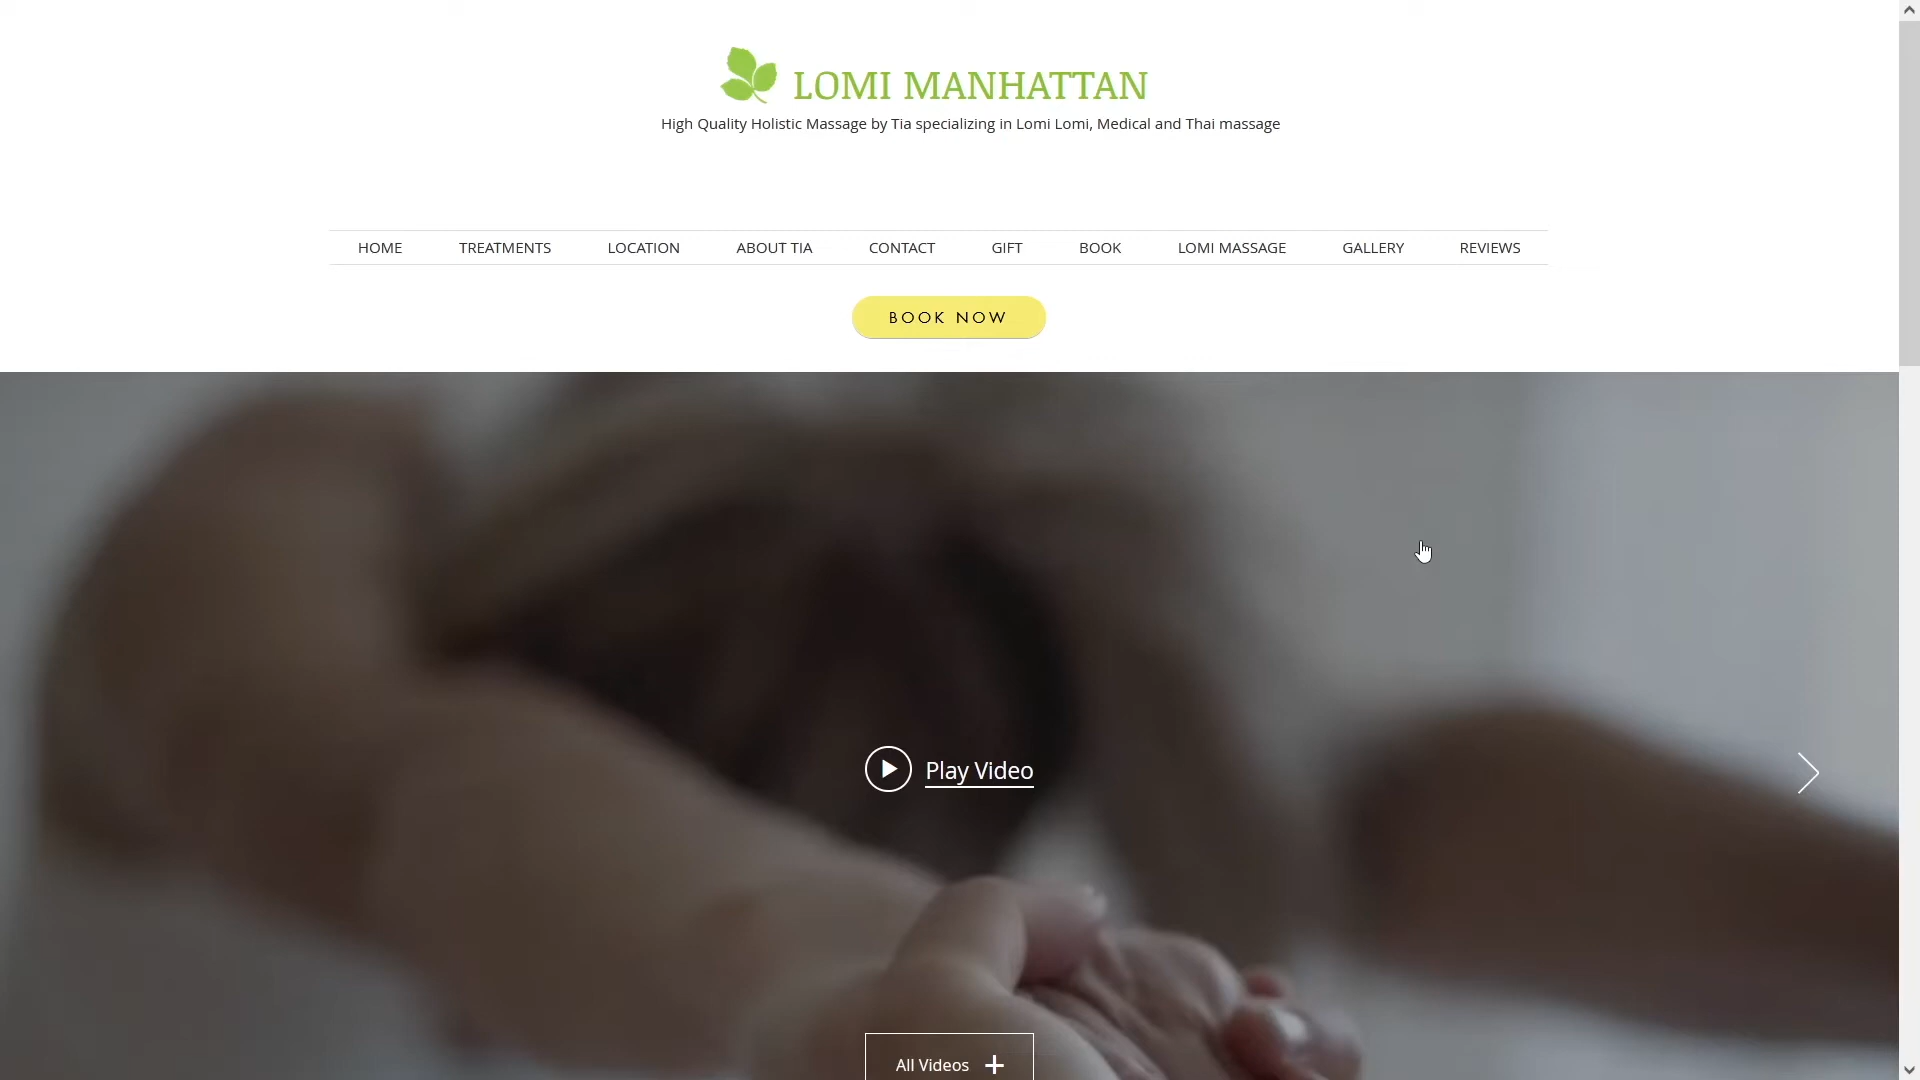 LOMI MANHATTAN
High Quality Holistic Massage by Tia specializing in Lomi Lomi, Medical and Thai massage
HOME TREATMENTS LOCATION ABOUT TIA CONTACT GIFT BOOK LOMI MASSAGE GALLERY REVIEWS
BOOK NOW
Play Video
All Videos